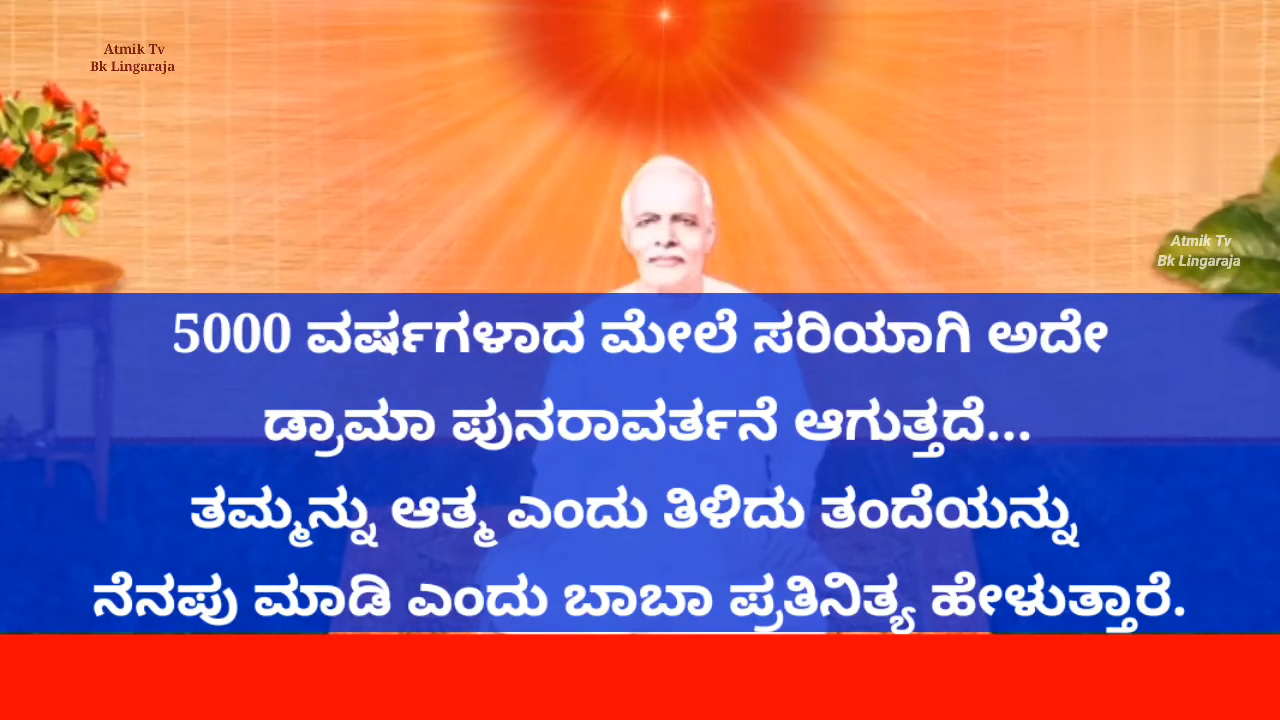 Atmik Tv
Bk Lingaraja
Atmik Tv
Bk Lingaraja
5000 ವರ್ಷಗಳಾದ ಮೇಲೆ ಸರಿಯಾಗಿ ಅದೇ
ಡ್ರಾಮಾ ಪುನರಾವರ್ತನೆ ಆಗುತ್ತದೆ...
ತಮ್ಮನ್ನು ಆತ್ಮ ಎಂದು ತಿಳಿದು ತಂದೆಯನ್ನು
ನೆನಪು ಮಾಡಿ ಎಂದು ಬಾಬಾ ಪ್ರತಿನಿತ್ಯ ಹೇಳುತ್ತಾರೆ.